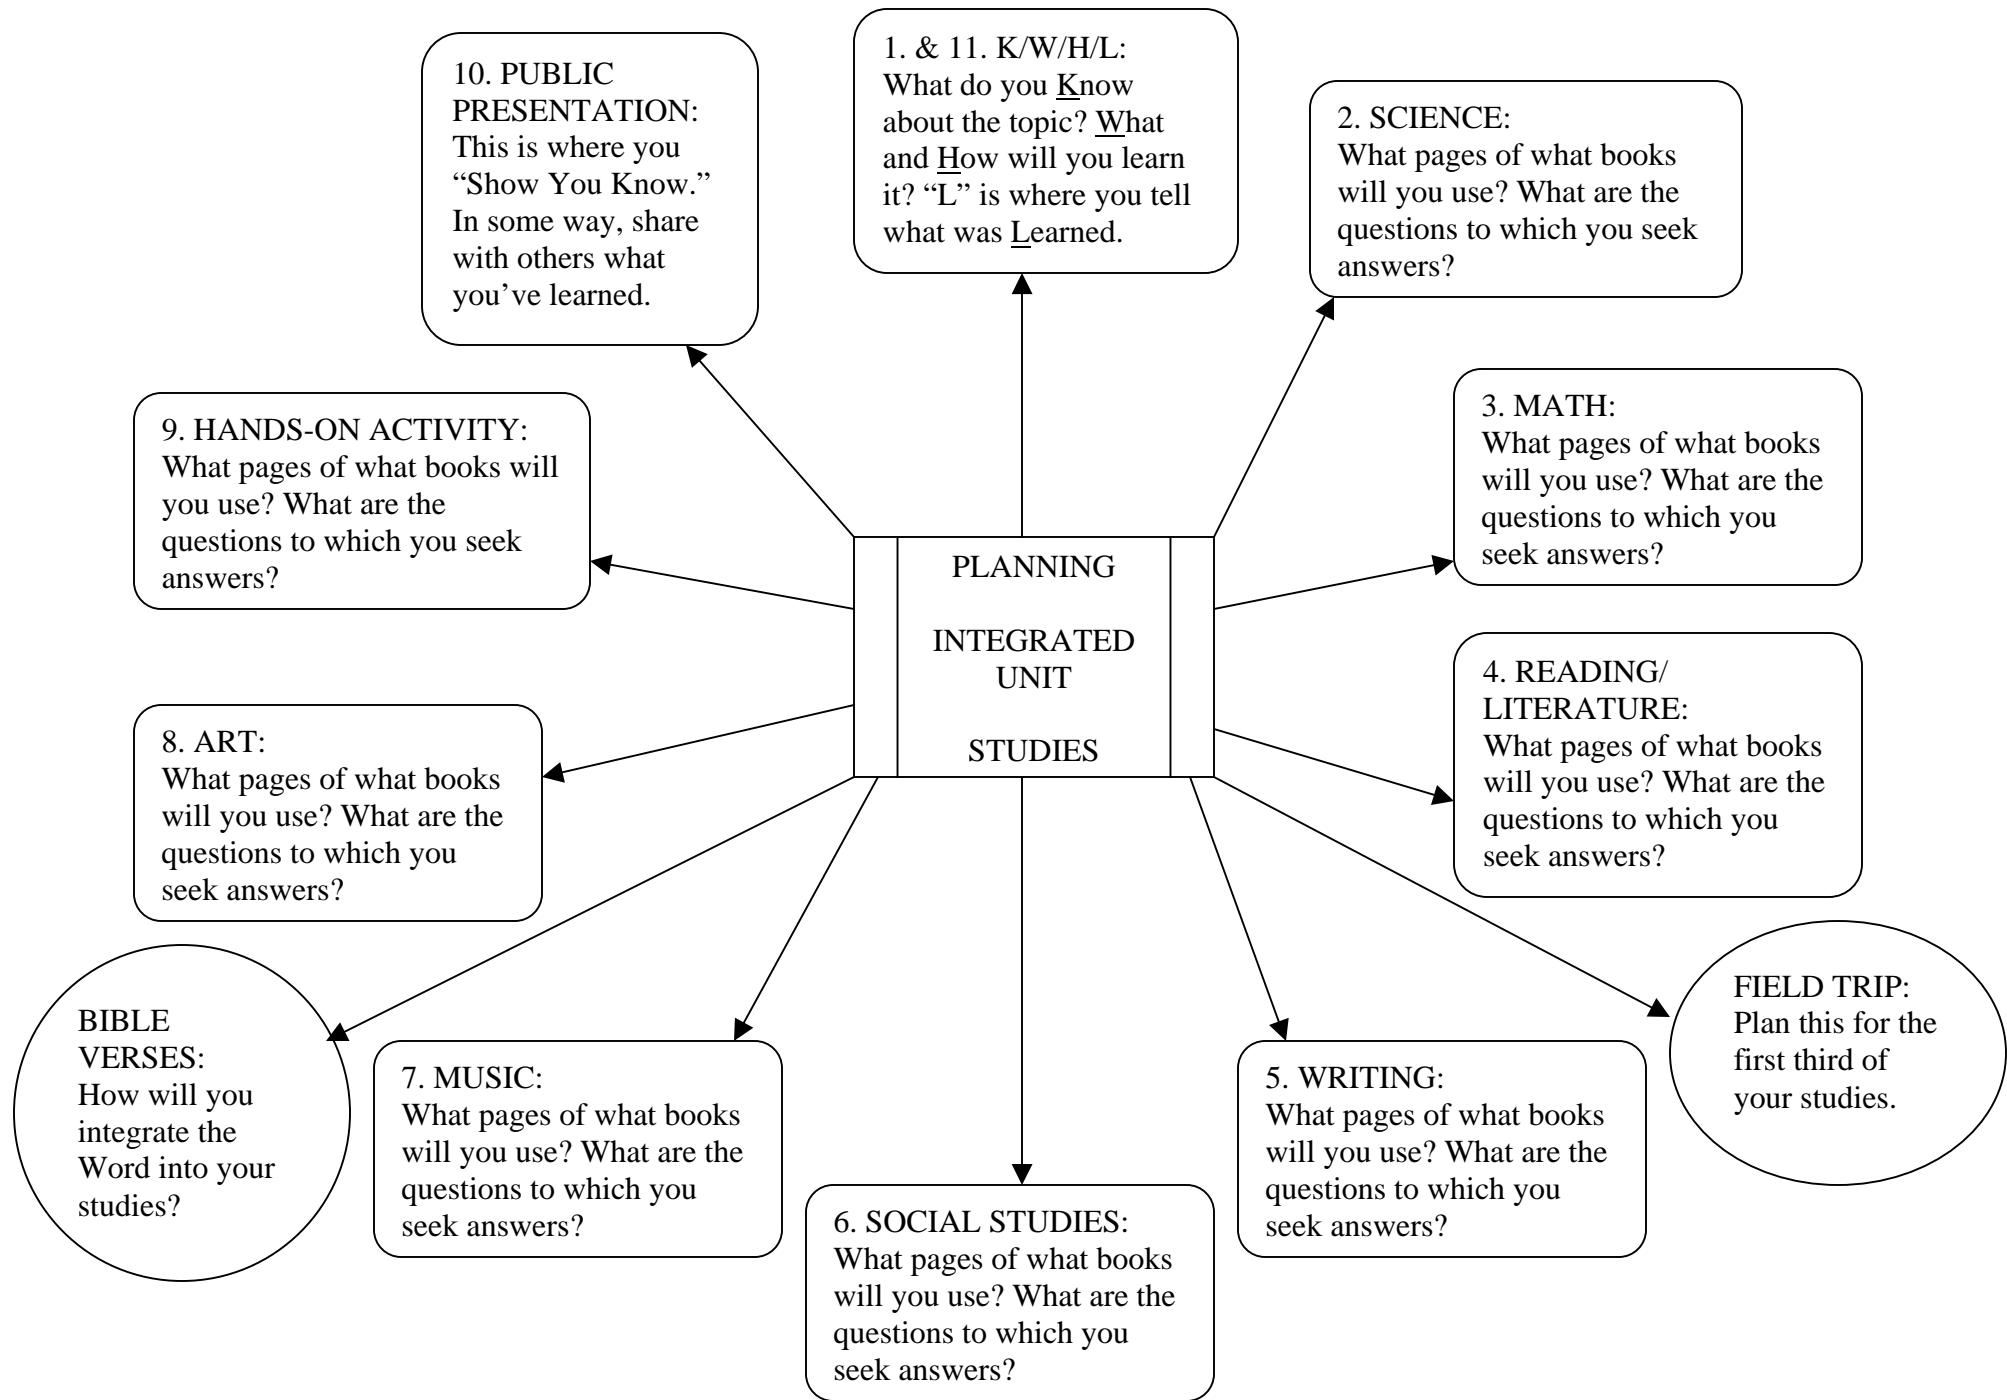 1. & 11. K/W/H/L:
What do you Know
about the topic? What
and How will you learn
it? “L” is where you tell
what was Learned.
2. SCIENCE:
What pages of what books
will you use? What are the
questions to which you seek
answers?
3. MATH:
What pages of what books
will you use? What are the
questions to which you
seek answers?
4. READING/
LITERATURE:
What pages of what books
will you use? What are the
questions to which you
seek answers?
FIELD TRIP:
Plan this for the
first third of
your studies.
5. WRITING:
What pages of what books
will you use? What are the
questions to which you
seek answers?
6. SOCIAL STUDIES:
What pages of what books
will you use? What are the
questions to which you
seek answers?
7. MUSIC:
What pages of what books
will you use? What are the
questions to which you
seek answers?
BIBLE
VERSES:
How will you
integrate the
Word into your
studies?
8. ART:
What pages of what books
will you use? What are the
questions to which you
seek answers?
9. HANDS-ON ACTIVITY:
What pages of what books will
you use? What are the
questions to which you seek
answers?
10. PUBLIC
PRESENTATION:
This is where you
“Show You Know.”
In some way, share
with others what
you’ve learned.
PLANNING
INTEGRATED
UNIT
STUDIES